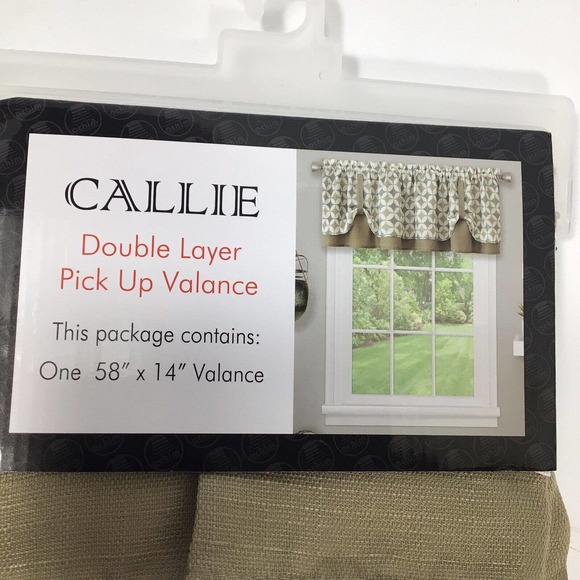 CALLIE
Double Layer
Pick Up Valance
This package contains:
One 58" x 14" Valance